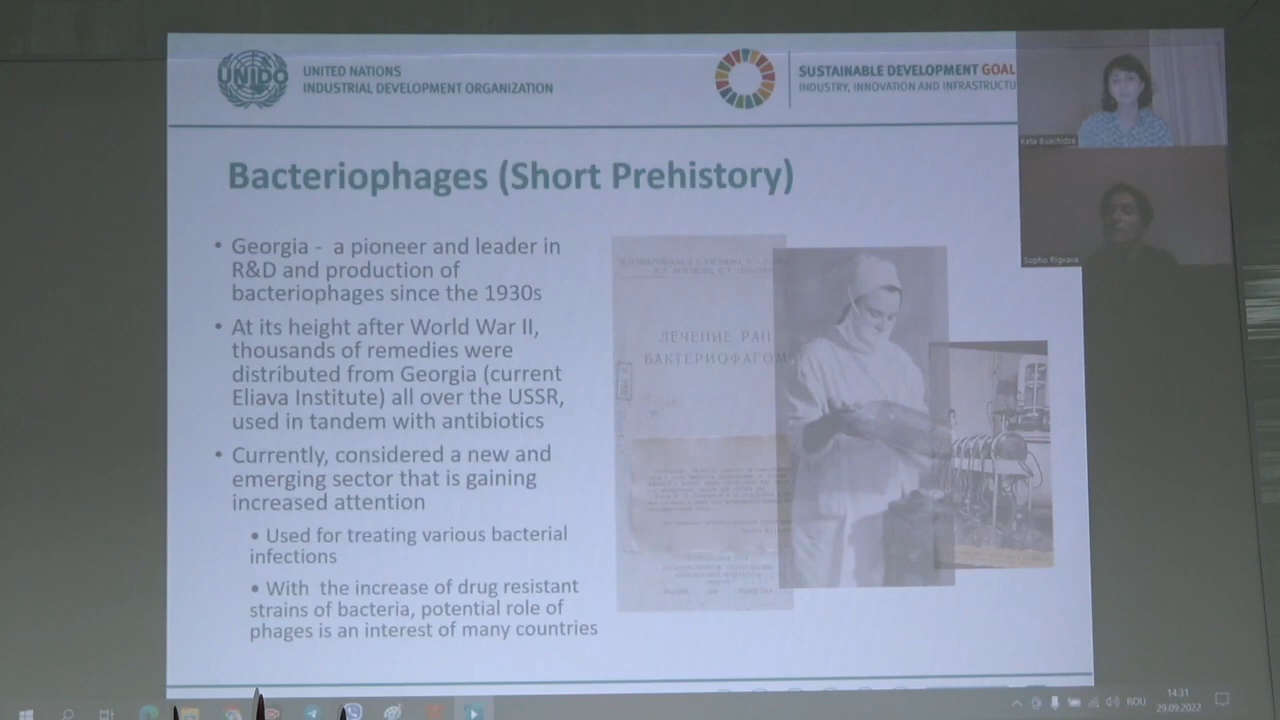 UNIDO
UNITED NATIONS
INDUSTRIAL DEVELOPMENT ORGANIZATION
SUSTAINABLE DEVELOPMENT GOAL
INDUSTRY, INNOVATION AND INFRASTRUCTU
Keta Buachidze
Sopho Rigvava
Bacteriophages (Short Prehistory)
• Georgia - a pioneer and leader in
R&D and production of
bacteriophages since the 1930s
• At its height after World War II,
thousands of remedies were
distributed from Georgia (current
Eliava Institute) all over the USSR,
used in tandem with antibiotics
• Currently, considered a new and
emerging sector that is gaining
increased attention
• Used for treating various bacterial
infections
• With the increase of drug resistant
strains of bacteria, potential role of
phages is an interest of many countries
ЛЕЧЕНИЕ РАН
БАКТЕРИОФАГОМ
ROU
14:31
29.09.2022